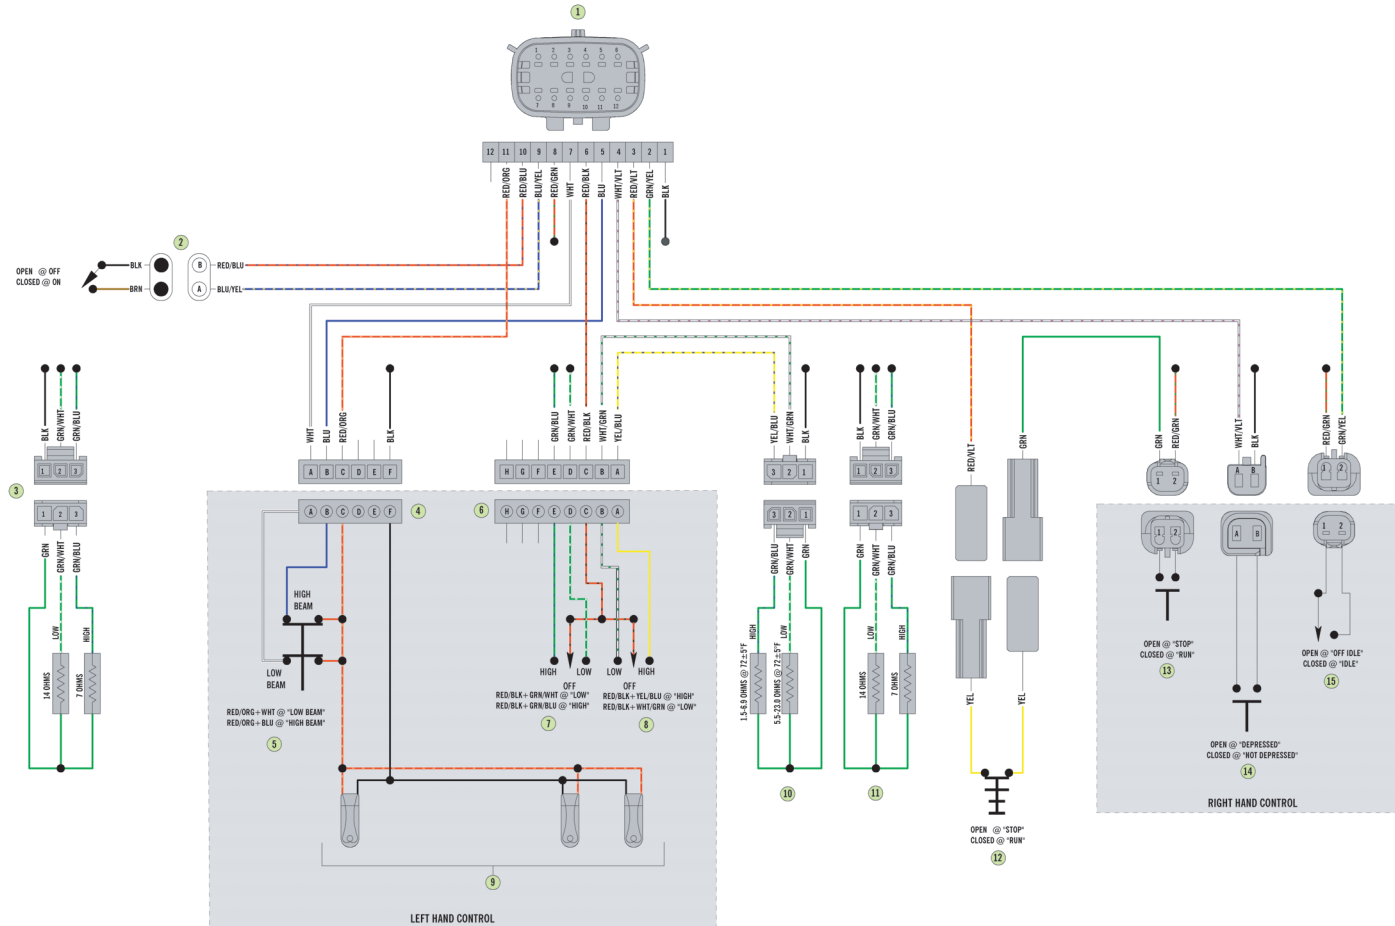 1
1 2 3 4 5 6
7 8 9 10 11 12
12 11 10 9 8 7 6 5 4 3 2 1
RED/ORG
RED/BLU
BLU/YEL
RED/GRN
WHT
RED/BLK
BLU
WHT/VLT
RED/VLT
GRN/YEL
BLK
2
OPEN @ OFF
CLOSED @ ON
BLK
BRN
B RED/BLU
A BLU/YEL
BLK
GRN/WHT
GRN/BLU
1 2 3
3
1 2 3
GRN
GRN/WHT
GRN/BLU
LOW
HIGH
14 OHMS
7 OHMS
WHT
BLU
RED/ORG
BLK
A B C D E F
A B C D E F
4
HIGH
BEAM
LOW
BEAM
RED/ORG+WHT @ "LOW BEAM"
RED/ORG+BLU @ "HIGH BEAM"
5
GRN/BLU
GRN/WHT
RED/BLK
WHT/GRN
YEL/BLU
H G F E D C B A
6
H G F E D C B A
HIGH LOW LOW HIGH
OFF OFF
RED/BLK+GRN/WHT @ "LOW"
RED/BLK+GRN/BLU @ "HIGH"
7
RED/BLK+YEL/BLU @ "HIGH"
RED/BLK+WHT/GRN @ "LOW"
8
9
LEFT HAND CONTROL
YEL/BLU
WHT/GRN
BLK
3 2 1
3 2 1
GRN/BLU
GRN/WHT
GRN
HIGH
LOW
1.5-6.9 OHMS @ 72±5°F
5.5-23.0 OHMS @ 72±5°F
10
BLK
GRN/WHT
GRN/BLU
1 2 3
1 2 3
GRN
GRN/WHT
GRN/BLU
LOW
HIGH
14 OHMS
7 OHMS
11
RED/VLT
GRN
YEL
YEL
OPEN @ "STOP"
CLOSED @ "RUN"
12
GRN
RED/GRN
1 2
1 2
OPEN @ "STOP"
CLOSED @ "RUN"
13
WHT/VLT
BLK
A B
A B
OPEN @ "DEPRESSED"
CLOSED @ "NOT DEPRESSED"
14
RED/GRN
GRN/YEL
1 2
1 2
OPEN @ "OFF IDLE"
CLOSED @ "IDLE"
15
RIGHT HAND CONTROL